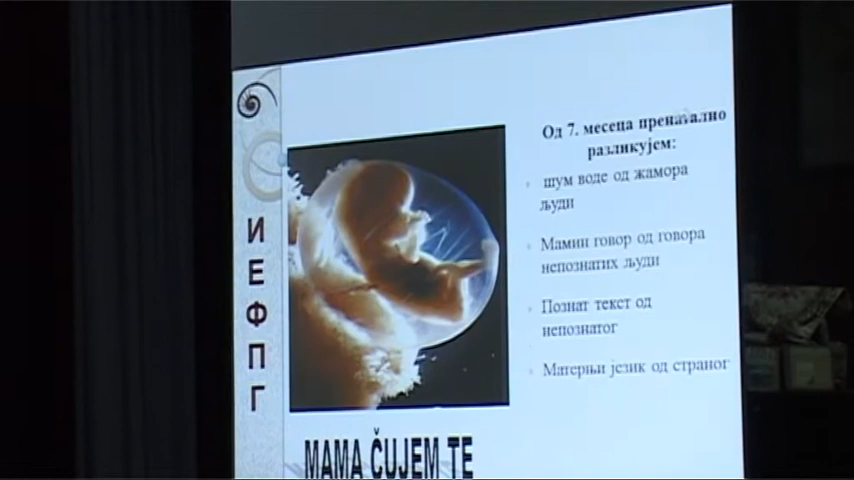 И
Е
Ф
П
Г
Од 7. месеца пренатално
разликујем:
шум воде од жамора
људи
Мамин говор од говора
непознатих људи
Познат текст од
непознатог
Матерњи језик од страног
MAMA ČUJEM TE